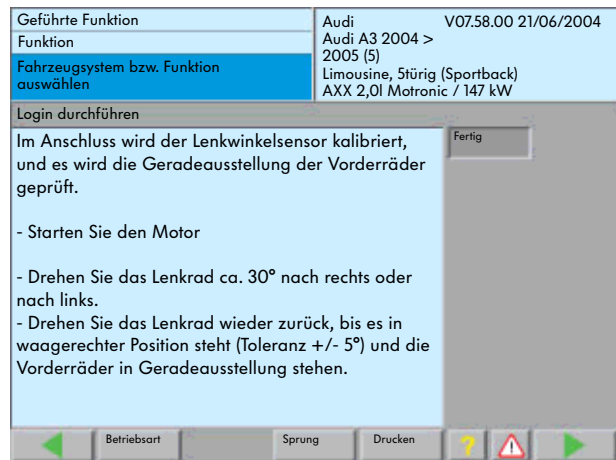 Geführte Funktion
Funktion
Fahrzeugsystem bzw. Funktion
auswählen
Audi V07.58.00 21/06/2004
Audi A3 2004 >
2005 (5)
Limousine, 5türig (Sportback)
AXX 2,0l Motronic / 147 kW
Login durchführen
Im Anschluss wird der Lenkwinkelsensor kalibriert,
und es wird die Geradeausstellung der Vorderräder
geprüft.
- Starten Sie den Motor
- Drehen Sie das Lenkrad ca. 30° nach rechts oder
nach links.
- Drehen Sie das Lenkrad wieder zurück, bis es in
waagerechter Position steht (Toleranz +/- 5°) und die
Vorderräder in Geradeausstellung stehen.
Fertig
Betriebsart Sprung Drucken ?